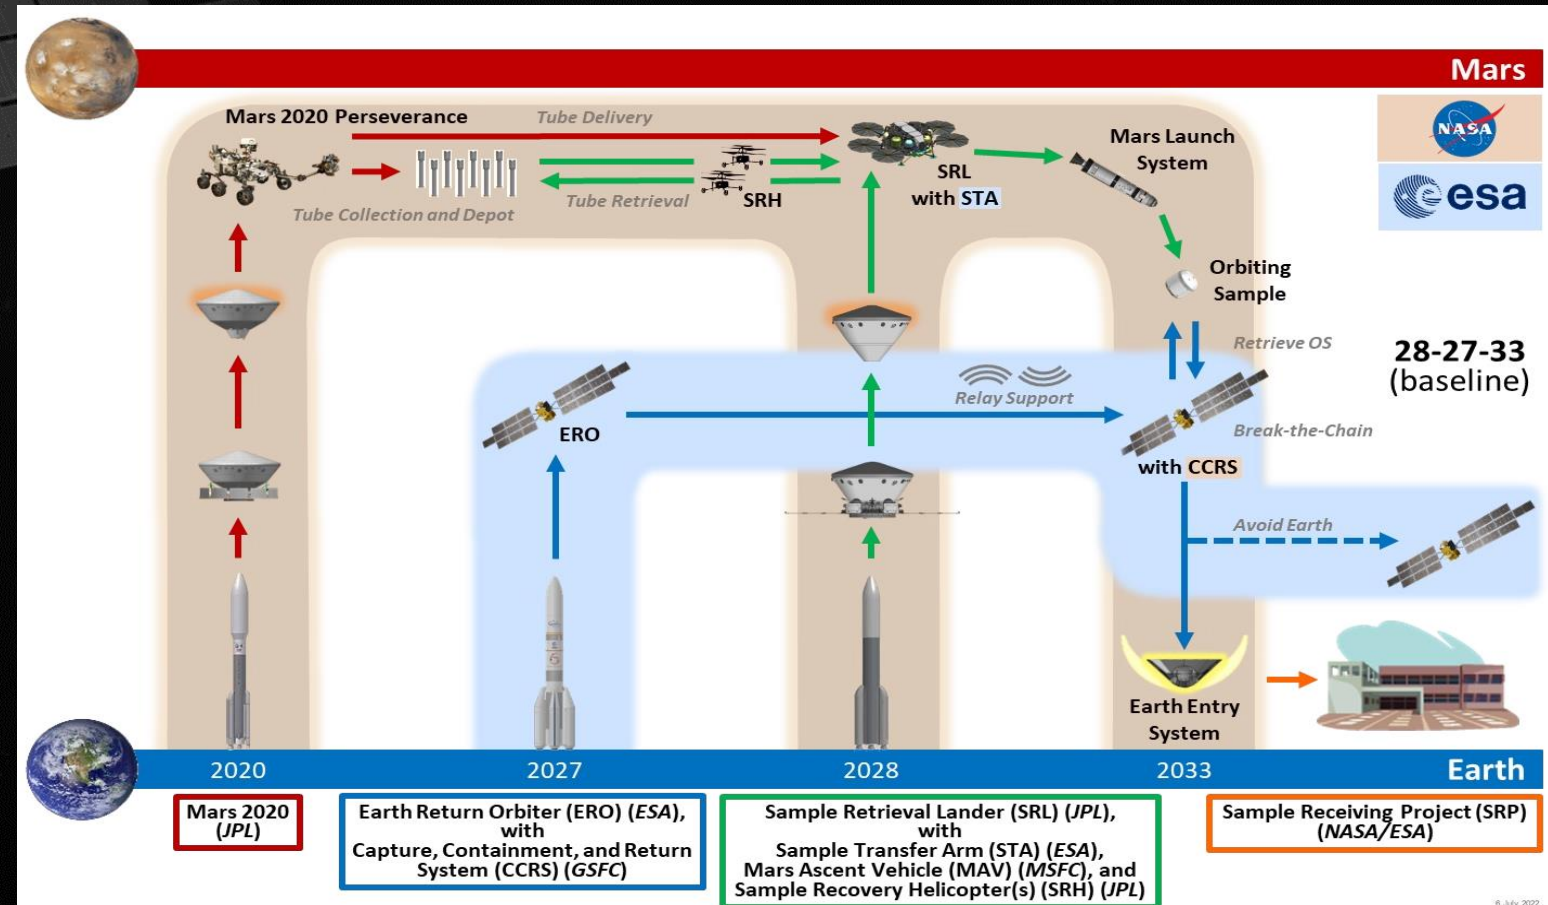 Mars
Mars 2020 Perseverance
Tube Delivery
Tube Collection and Depot
Tube Retrieval
SRH
SRL
with STA
Mars Launch
System
NASA
esa
Orbiting
Sample
Retrieve OS
28-27-33
(baseline)
Relay Support
ERO
Break-the-Chain
with CCRS
Avoid Earth
Earth Entry
System
2020
2027
2028
2033
Earth
Mars 2020
(JPL)
Earth Return Orbiter (ERO) (ESA),
with
Capture, Containment, and Return
System (CCRS) (GSFC)
Sample Retrieval Lander (SRL) (JPL),
with
Sample Transfer Arm (STA) (ESA),
Mars Ascent Vehicle (MAV) (MSFC), and
Sample Recovery Helicopter(s) (SRH) (JPL)
Sample Receiving Project (SRP)
(NASA/ESA)
6 July 2022